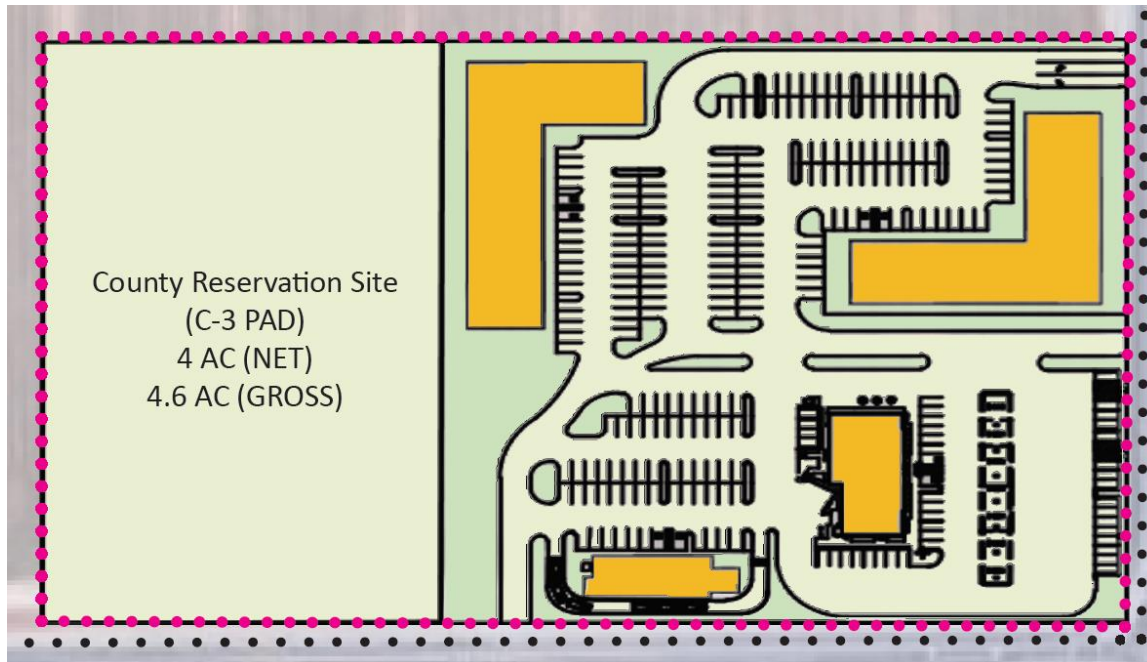 County Reservation Site
(C-3 PAD)
4 AC (NET)
4.6 AC (GROSS)